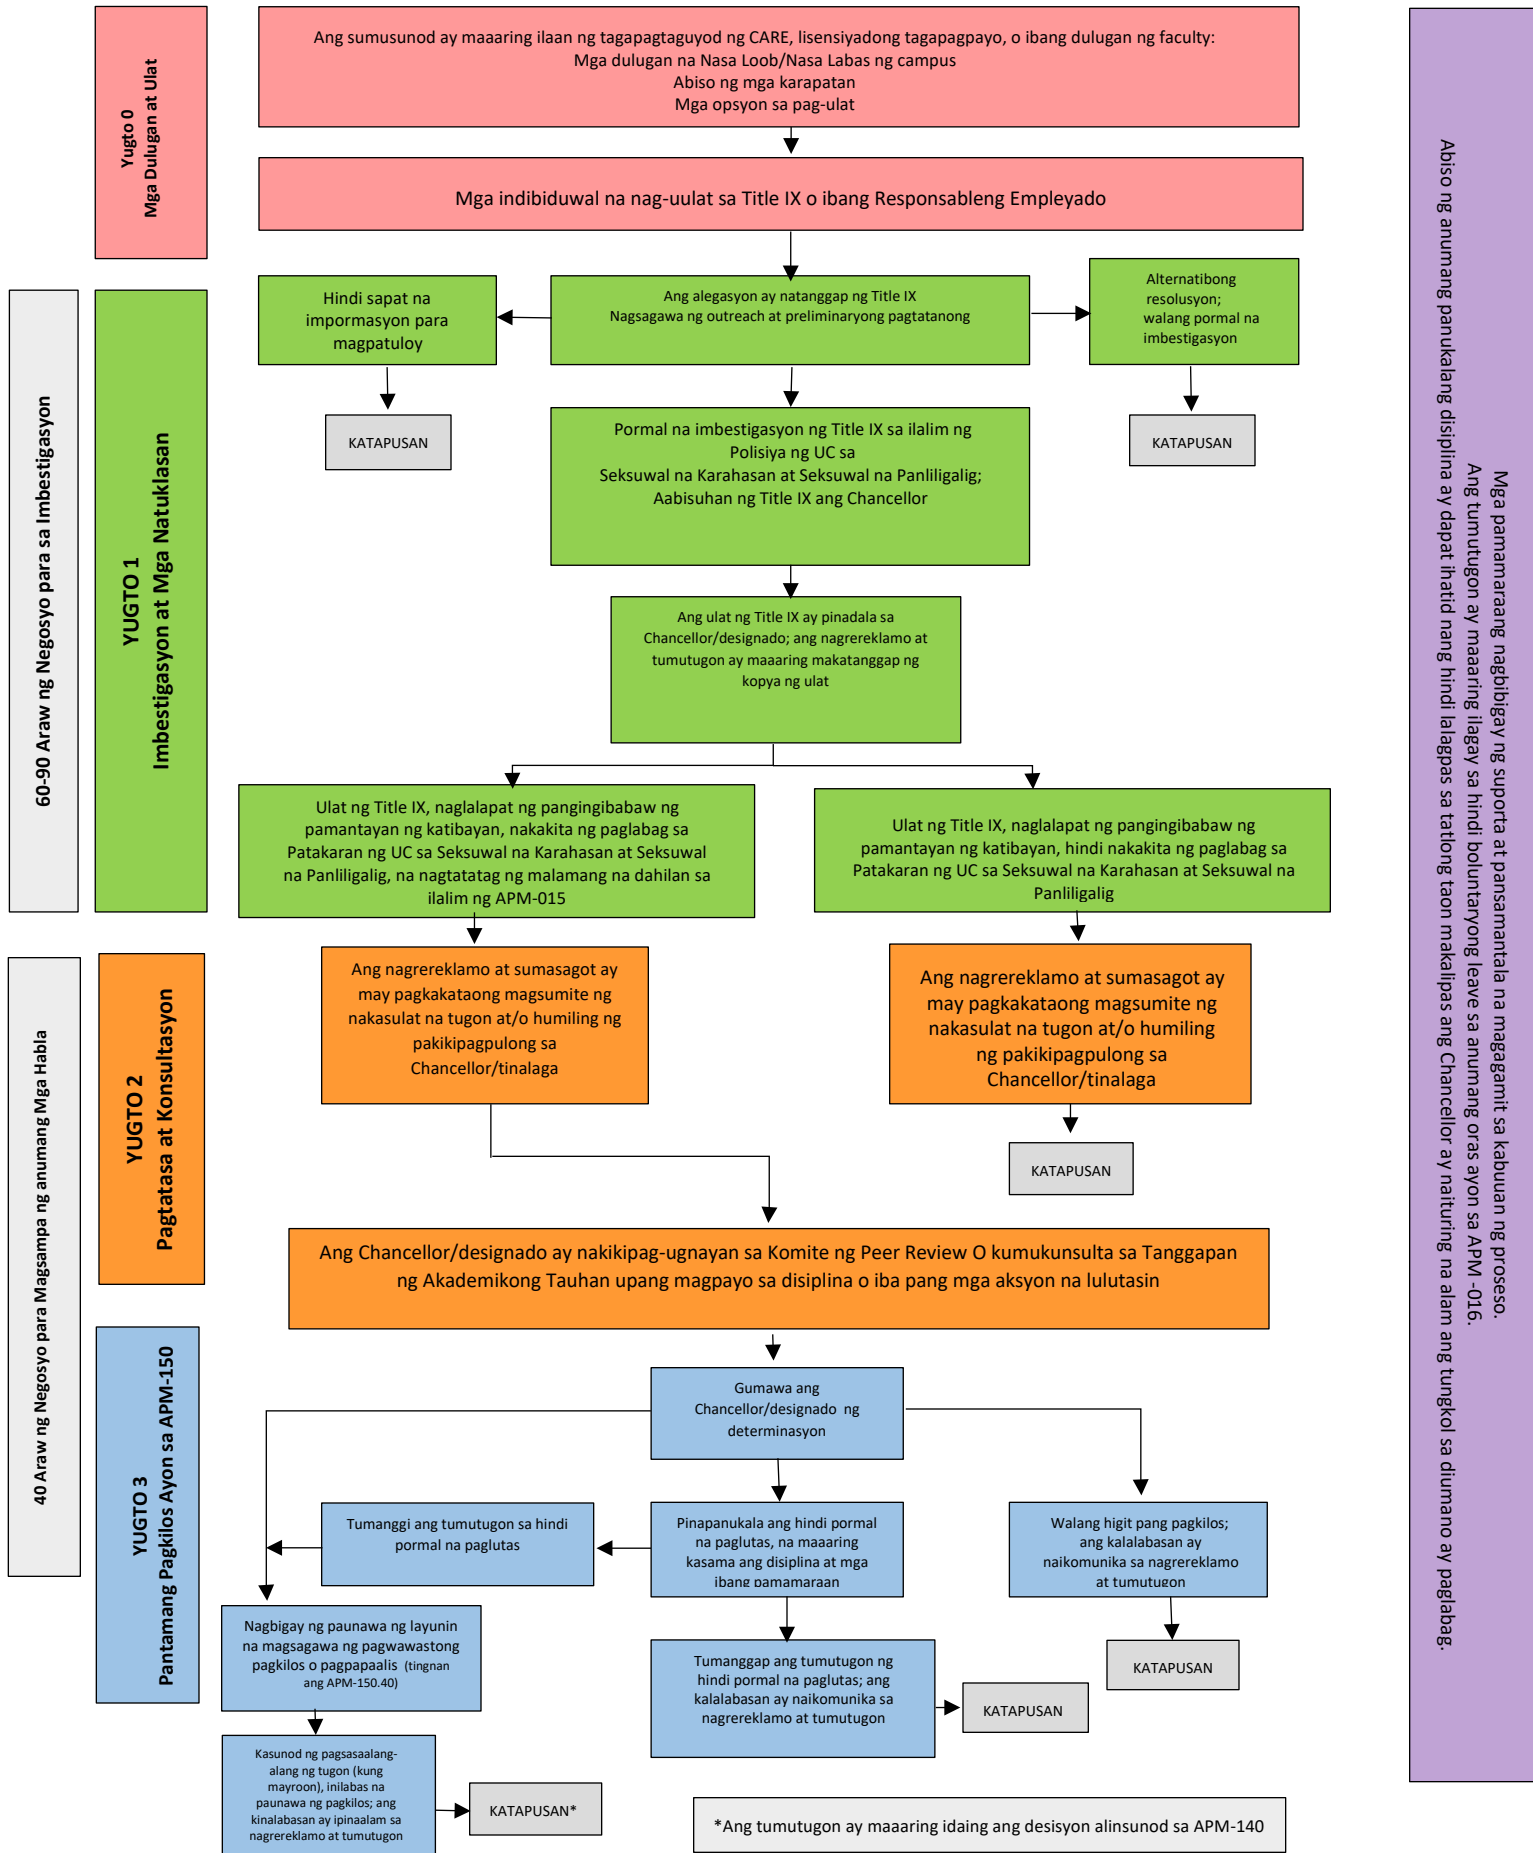 Yugto 0
Mga Dulugan at Ulat
Ang sumusunod ay maaaring ilaan ng tagapagtaguyod ng CARE, lisensiyadong tagapagpayo, o ibang dulugan ng faculty:
Mga dulugan na Nasa Loob/Nasa Labas ng campus
Abiso ng mga karapatan
Mga opsyon sa pag-ulat
Mga indibiduwal na nag-uulat sa Title IX o ibang Responsableng Empleyado
60-90 Araw ng Negosyo para sa Imbestigasyon
YUGTO 1
Imbestigasyon at Mga Natuklasan
Hindi sapat na
impormasyon para
magpatuloy
Ang alegasyon ay natanggap ng Title IX
Nagsagawa ng outreach at preliminaryong pagtatanong
Alternatibong
resolusyon;
walang pormal na
imbestigasyon
KATAPUSAN
Pormal na imbestigasyon ng Title IX sa ilalim ng
Polisiya ng UC sa
Seksuwal na Karahasan at Seksuwal na Panliligalig;
Aabisuhan ng Title IX ang Chancellor
KATAPUSAN
Ang ulat ng Title IX ay pinadala sa
Chancellor/designado; ang nagrereklamo at
tumutugon ay maaaring makatanggap ng
kopya ng ulat
Ulat ng Title IX, naglalapat ng pangingibabaw ng
pamantayan ng katibayan, nakakita ng paglabag sa
Patakaran ng UC sa Seksuwal na Karahasan at Seksuwal
na Panliligalig, na nagtatatag ng malamang na dahilan sa
ilalim ng APM-015
Ulat ng Title IX, naglalapat ng pangingibabaw ng
pamantayan ng katibayan, hindi nakakita ng paglabag sa
Patakaran ng UC sa Seksuwal na Karahasan at Seksuwal na
Panliligalig
40 Araw ng Negosyo para Magsampa ng anumang Mga Habla
YUGTO 2
Pagtatasa at Konsultasyon
Ang nagrereklamo at sumasagot ay
may pagkakataong magsumite ng
nakasulat na tugon at/o humiling ng
pakikipagpulong sa
Chancellor/tinalaga
Ang nagrereklamo at sumasagot ay
may pagkakataong magsumite ng
nakasulat na tugon at/o humiling
ng pakikipagpulong sa
Chancellor/tinalaga
KATAPUSAN
Ang Chancellor/designado ay nakikipag-ugnayan sa Komite ng Peer Review O kumukunsulta sa Tanggapan
ng Akademikong Tauhan upang magpayo sa disiplina o iba pang mga aksyon na lulutasin
YUGTO 3
Pantamang Pagkilos Ayon sa APM-150
Gumawa ang
Chancellor/designado ng
determinasyon
Tumanggi ang tumutugon sa hindi
pormal na paglutas
Pinapanukala ang hindi pormal
na paglutas, na maaaring
kasama ang disiplina at mga
ibang pamamaraan
Walang higit pang pagkilos;
ang kalalabasan ay
naikomunika sa nagrereklamo
at tumutugon
Nagbigay ng paunawa ng layunin
na magsagawa ng pagwawastong
pagkilos o pagpapaalis (tingnan
ang APM-150.40)
Tumanggap ang tumutugon ng
hindi pormal na paglutas; ang
kalalabasan ay naikomunika sa
nagrereklamo at tumutugon
KATAPUSAN
KATAPUSAN
Kasunod ng pagsasaalang-
alang ng tugon (kung
mayroon), inilabas na
paunawa ng pagkilos; ang
kinalabasan ay ipinaalam sa
nagrereklamo at tumutugon
KATAPUSAN*
*Ang tumutugon ay maaaring idaing ang desisyon alinsunod sa APM-140
Mga pamamaraang nagbibigay ng suporta at pansamantala na magagamit sa kabuuan ng proseso.
Ang tumutugon ay maaaring ilagay sa hindi boluntaryong leave sa anumang oras ayon sa APM -016.
Abiso ng anumang panukalang disiplina ay dapat ihatid nang hindi lalagpas sa tatlong taon makalipas ang Chancellor ay naituring na alam ang tungkol sa diumano ay paglabag.